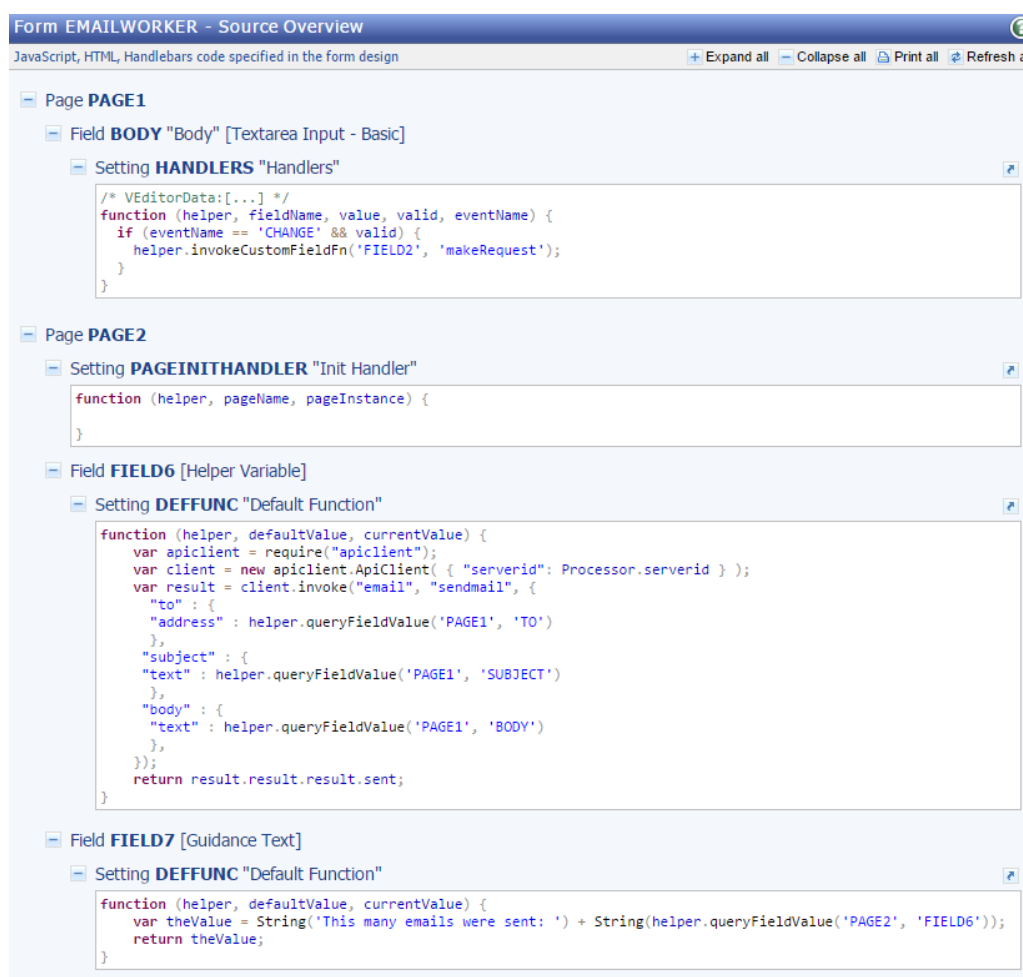 Form EMAILWORKER - Source Overview
JavaScript, HTML, Handlebars code specified in the form design
Expand all Collapse all Print all Refresh
Page PAGE1
Field BODY "Body" [Textarea Input - Basic]
Setting HANDLERS "Handlers"
/* VEditorData:[...] */
function (helper, fieldName, value, valid, eventName) {
  if (eventName == 'CHANGE' && valid) {
    helper.invokeCustomFieldFn('FIELD2', 'makeRequest');
  }
}
Page PAGE2
Setting PAGEINITHANDLER "Init Handler"
function (helper, pageName, pageInstance) {
}
Field FIELD6 [Helper Variable]
Setting DEFFUNC "Default Function"
function (helper, defaultValue, currentValue) {
    var apiclient = require("apiclient");
    var client = new apiclient.ApiClient( { "serverid": Processor.serverid } );
    var result = client.invoke("email", "sendmail", {
      "to" : {
      "address" : helper.queryFieldValue('PAGE1', 'TO')
      },
     "subject" : {
     "text" : helper.queryFieldValue('PAGE1', 'SUBJECT')
      },
     "body" : {
      "text" : helper.queryFieldValue('PAGE1', 'BODY')
      },
    });
    return result.result.result.sent;
}
Field FIELD7 [Guidance Text]
Setting DEFFUNC "Default Function"
function (helper, defaultValue, currentValue) {
    var theValue = String('This many emails were sent: ') + String(helper.queryFieldValue('PAGE2', 'FIELD6'));
    return theValue;
}